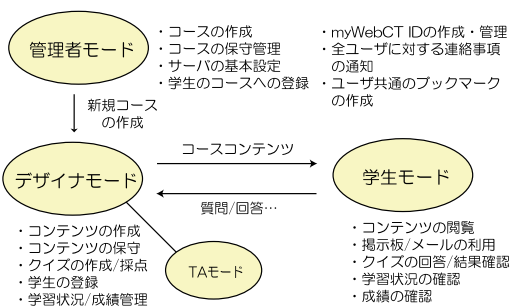 管理者モード
・コースの作成
・コースの保守管理
・サーバの基本設定
・学生のコースへの登録
・myWebCT IDの作成・管理
・全ユーザに対する連絡事項
の通知
・ユーザ共通のブックマーク
の作成
新規コース
の作成
デザイナモード
コースコンテンツ
質問/回答…
学生モード
・コンテンツの作成
・コンテンツの保守
・クイズの作成/採点
・学生の登録
・学習状況/成績管理
TAモード
・コンテンツの閲覧
・掲示板/メールの利用
・クイズの回答/結果確認
・学習状況の確認
・成績の確認